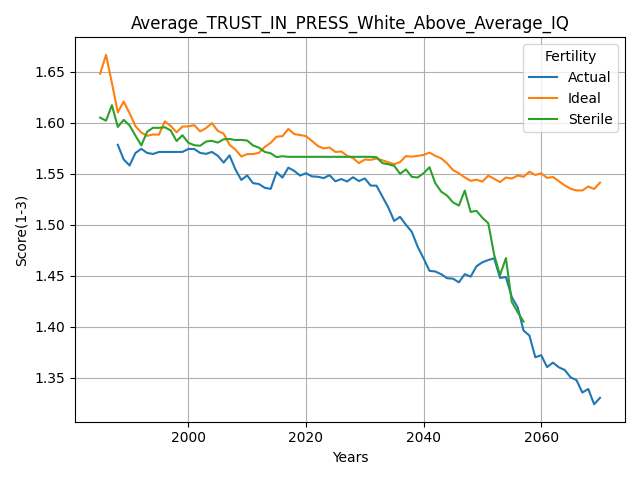 Average_TRUST_IN_PRESS_White_Above_Average_IQ
Fertility
Actual
Ideal
Sterile
Score(1-3)
1.65
1.60
1.55
1.50
1.45
1.40
1.35
2000
2020
2040
2060
Years